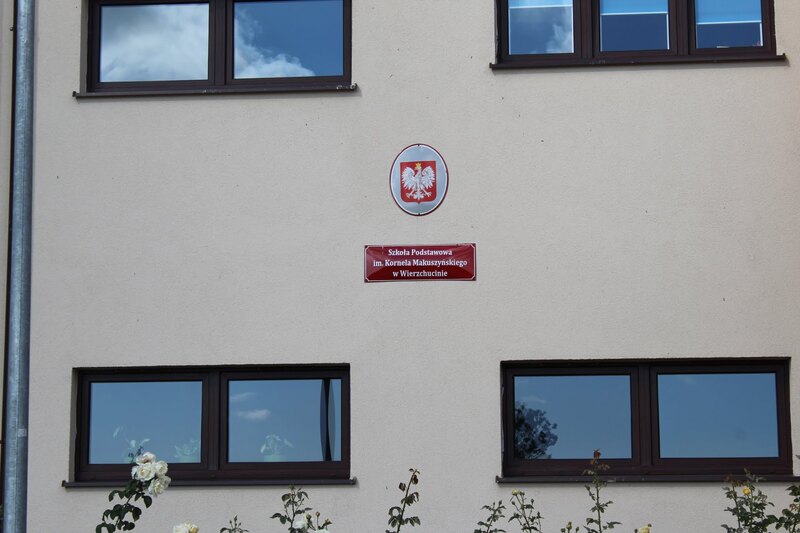 Szkoła Podstawowa
im. Kornela Makuszyńskiego
w Wierzchucinie